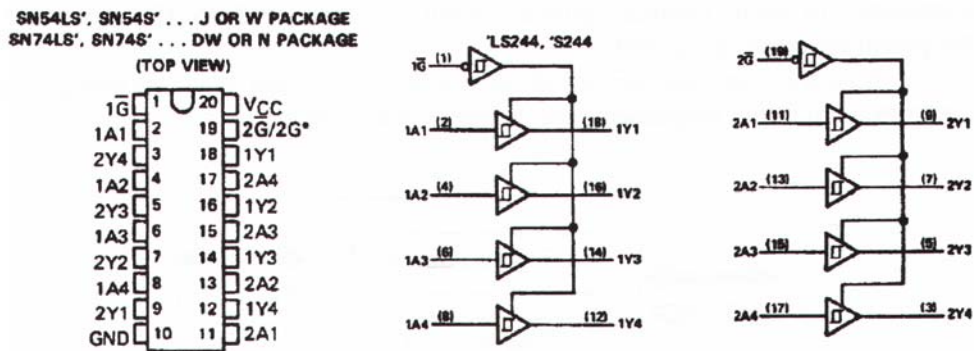 SN54LS', SN54S' . . . J OR W PACKAGE
SN74LS', SN74S' . . . DW OR N PACKAGE
(TOP VIEW)
1G̅ 1 20 VCC
1A1 2 19 2G̅/2G*
2Y4 3 18 1Y1
1A2 4 17 2A4
2Y3 5 16 1Y2
1A3 6 15 2A3
2Y2 7 14 1Y3
1A4 8 13 2A2
2Y1 9 12 1Y4
GND 10 11 2A1
'LS244, 'S244
1G̅ (1)
1A1 (2) (18) 1Y1
1A2 (4) (16) 1Y2
1A3 (6) (14) 1Y3
1A4 (8) (12) 1Y4
2G̅ (19)
2A1 (11) (9) 2Y1
2A2 (13) (7) 2Y2
2A3 (15) (5) 2Y3
2A4 (17) (3) 2Y4